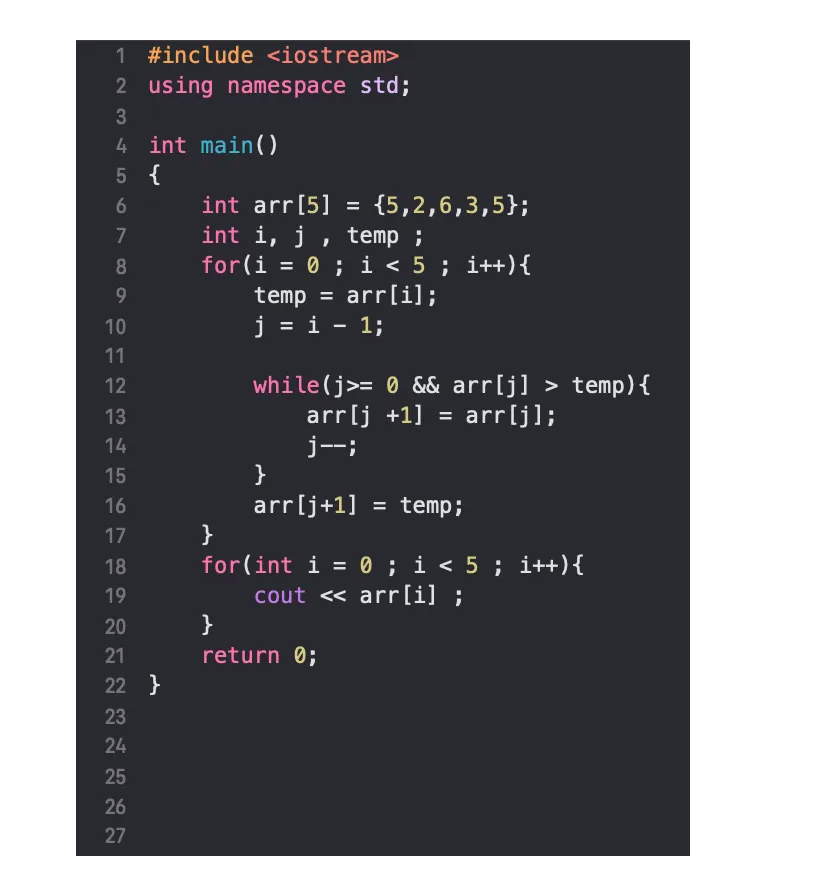 1 #include <iostream>
2 using namespace std;
3
4 int main()
5 {
6     int arr[5] = {5,2,6,3,5};
7     int i, j , temp ;
8     for(i = 0 ; i < 5 ; i++){
9         temp = arr[i];
10         j = i - 1;
11
12         while(j>= 0 && arr[j] > temp){
13             arr[j +1] = arr[j];
14             j--;
15         }
16         arr[j+1] = temp;
17     }
18     for(int i = 0 ; i < 5 ; i++){
19         cout << arr[i] ;
20     }
21     return 0;
22 }
23
24
25
26
27